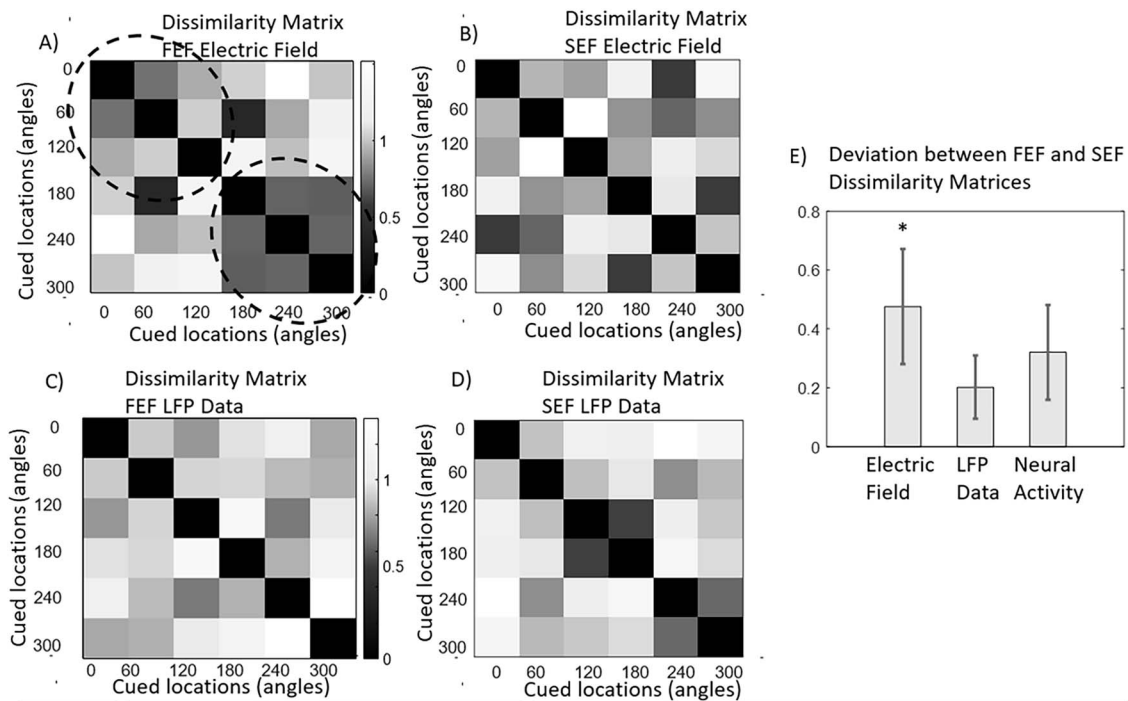 A)
Dissimilarity Matrix
FEF Electric Field
0
60
120
180
240
300
Cued locations (angles)
0 60 120 180 240 300
Cued locations (angles)
1
0.5
0
B)
Dissimilarity Matrix
SEF Electric Field
0
60
120
180
240
300
Cued locations (angles)
0 60 120 180 240 300
Cued locations (angles)
C)
Dissimilarity Matrix
FEF LFP Data
0
60
120
180
240
300
Cued locations (angles)
0 60 120 180 240 300
Cued locations (angles)
1
0.5
0
D)
Dissimilarity Matrix
SEF LFP Data
0
60
120
180
240
300
Cued locations (angles)
0 60 120 180 240 300
Cued locations (angles)
E) Deviation between FEF and SEF
Dissimilarity Matrices
0.8
0.6
0.4
0.2
0
*
Electric
Field
LFP
Data
Neural
Activity